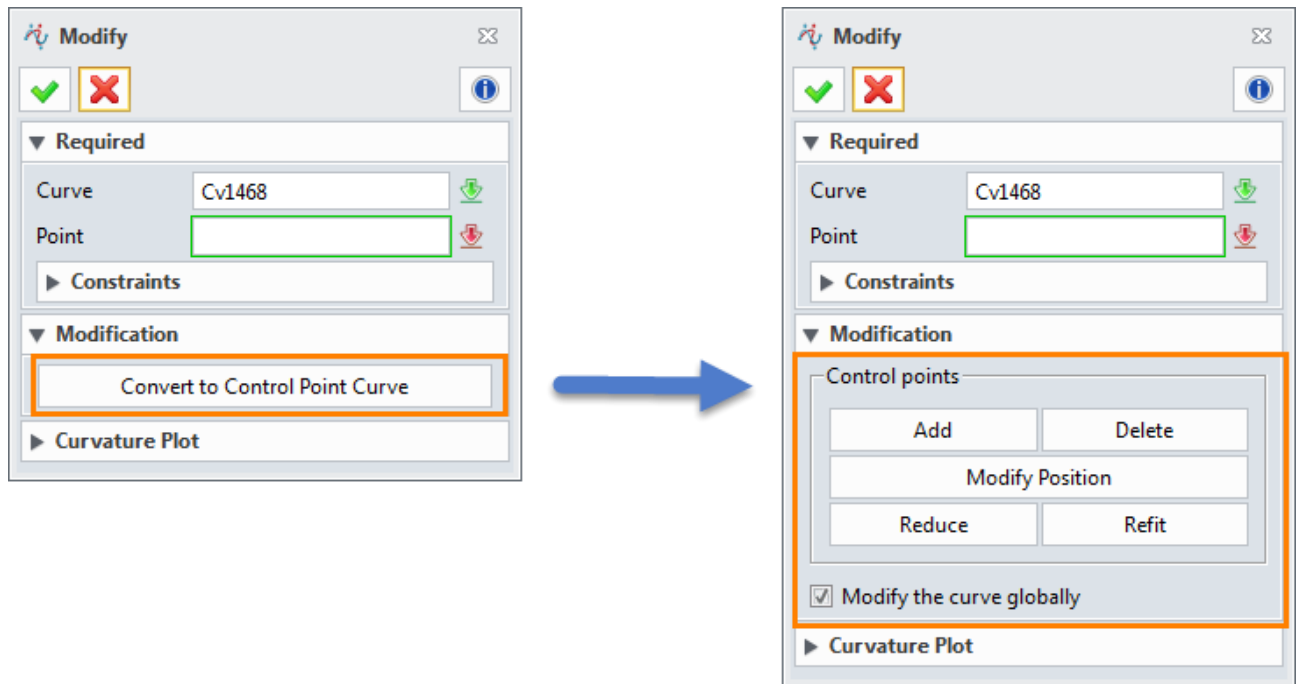 Modify
Required
Curve Cv1468
Point
Constraints
Modification
Convert to Control Point Curve
Curvature Plot
Modify
Required
Curve Cv1468
Point
Constraints
Modification
Control points
Add Delete
Modify Position
Reduce Refit
Modify the curve globally
Curvature Plot